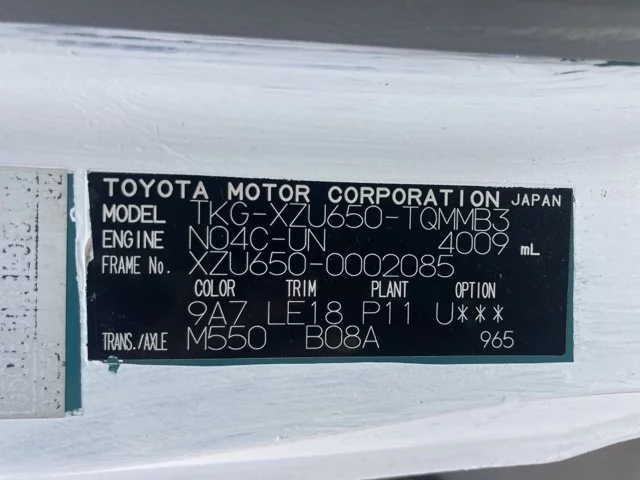 TOYOTA MOTOR CORPORATION JAPAN
MODEL TKG-XZU650-TQMMB3
ENGINE N04C-UN 4009 mL
FRAME No. XZU650-0002085
COLOR TRIM PLANT OPTION
9A7 LE18 P11 U***
TRANS./AXLE M550 B08A 965